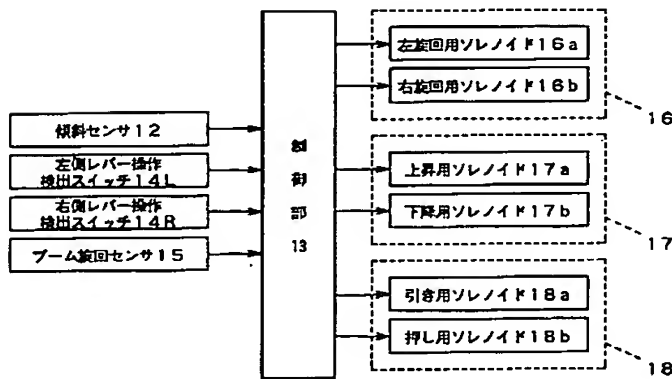 傾斜センサ12
左側レバー操作
検出スイッチ14L
右側レバー操作
検出スイッチ14R
ブーム旋回センサ15
制御部13
左旋回用ソレノイド16a
右旋回用ソレノイド16b
16
上昇用ソレノイド17a
下降用ソレノイド17b
17
引き用ソレノイド18a
押し用ソレノイド18b
18